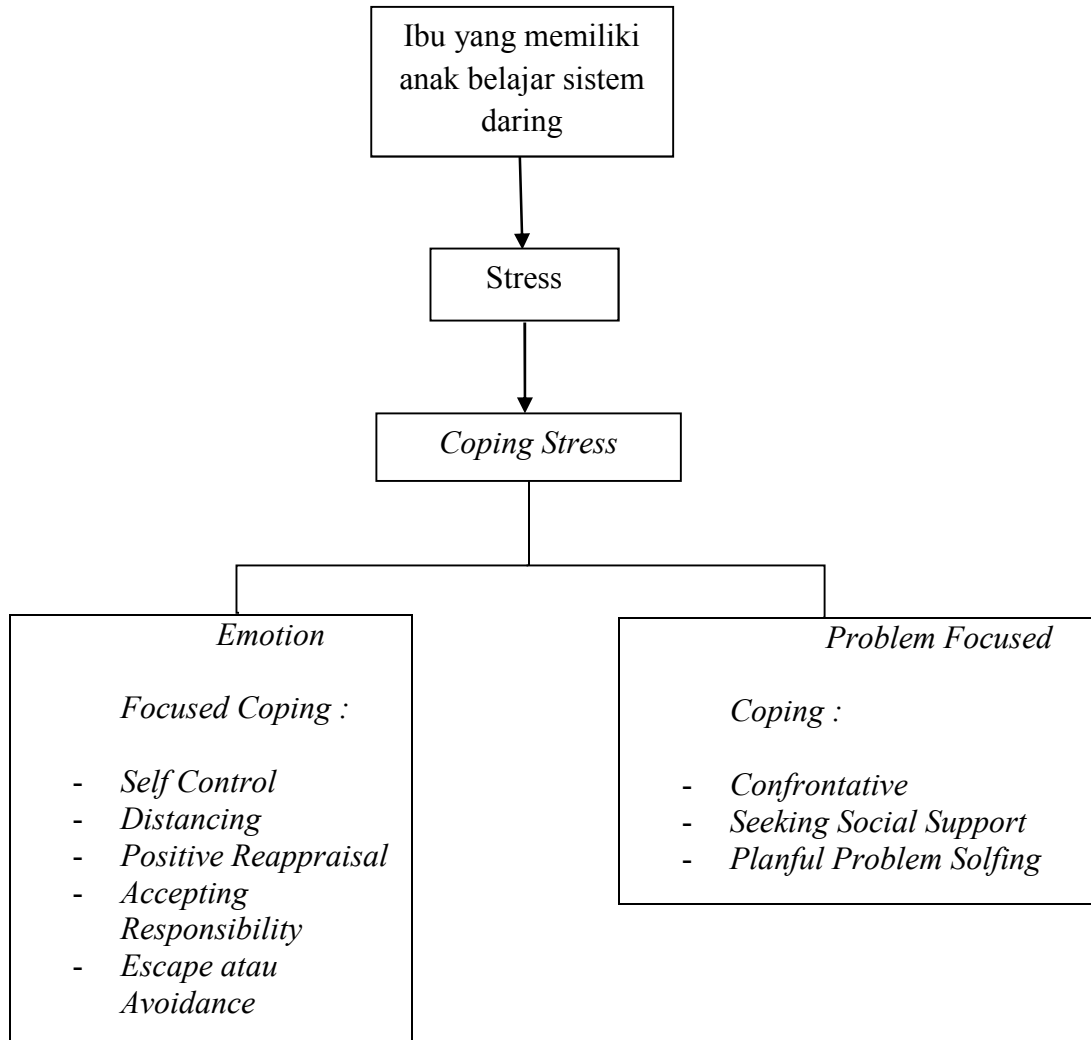 Ibu yang memiliki
anak belajar sistem
daring
Stress
Coping Stress
Emotion
Focused Coping :
- Self Control
- Distancing
- Positive Reappraisal
- Accepting
Responsibility
- Escape atau
Avoidance
Problem Focused
Coping :
- Confrontative
- Seeking Social Support
- Planful Problem Solfing